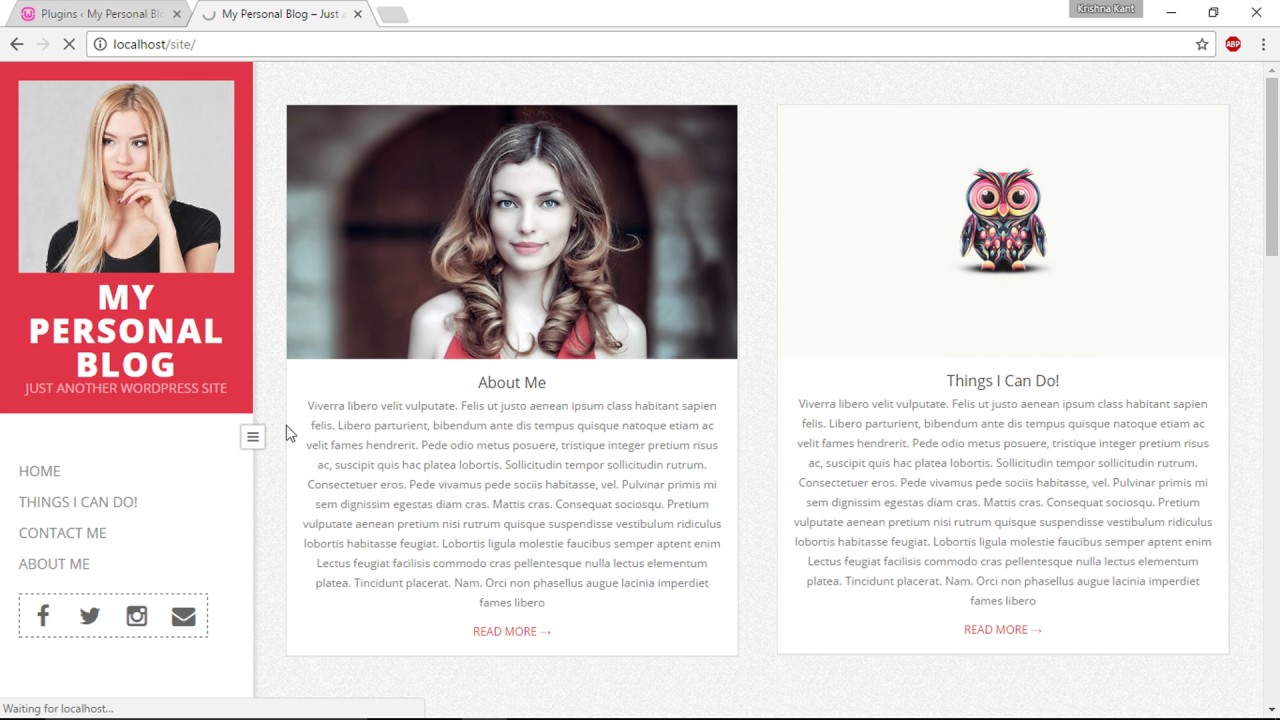 Plugins ‹ My Personal Blo
My Personal Blog – Just a
Krishna Kant
localhost/site/
ABP
MY
PERSONAL
BLOG
JUST ANOTHER WORDPRESS SITE
HOME
THINGS I CAN DO!
CONTACT ME
ABOUT ME
About Me
Viverra libero velit vulputate. Felis ut justo aenean ipsum class habitant sapien
felis. Libero parturient, bibendum ante dis tempus quisque natoque etiam ac
velit fames hendrerit. Pede odio metus posuere, tristique integer pretium risus
ac, suscipit quis hac platea lobortis. Sollicitudin tempor sollicitudin rutrum.
Consectetuer eros. Pede vivamus pede sociis habitasse, vel. Pulvinar primis mi
sem dignissim egestas diam cras. Mattis cras. Consequat sociosqu. Pretium
vulputate aenean pretium nisi rutrum quisque suspendisse vestibulum ridiculus
lobortis habitasse feugiat. Lobortis ligula molestie faucibus semper aptent enim
Lectus feugiat facilisis commodo cras pellentesque nulla lectus elementum
platea. Tincidunt placerat. Nam. Orci non phasellus augue lacinia imperdiet
fames libero
READ MORE →
Things I Can Do!
Viverra libero velit vulputate. Felis ut justo aenean ipsum class habitant sapien
felis. Libero parturient, bibendum ante dis tempus quisque natoque etiam ac
velit fames hendrerit. Pede odio metus posuere, tristique integer pretium risus
ac, suscipit quis hac platea lobortis. Sollicitudin tempor sollicitudin rutrum.
Consectetuer eros. Pede vivamus pede sociis habitasse, vel. Pulvinar primis mi
sem dignissim egestas diam cras. Mattis cras. Consequat sociosqu. Pretium
vulputate aenean pretium nisi rutrum quisque suspendisse vestibulum ridiculus
lobortis habitasse feugiat. Lobortis ligula molestie faucibus semper aptent enim
Lectus feugiat facilisis commodo cras pellentesque nulla lectus elementum
platea. Tincidunt placerat. Nam. Orci non phasellus augue lacinia imperdiet
fames libero
READ MORE →
Waiting for localhost...